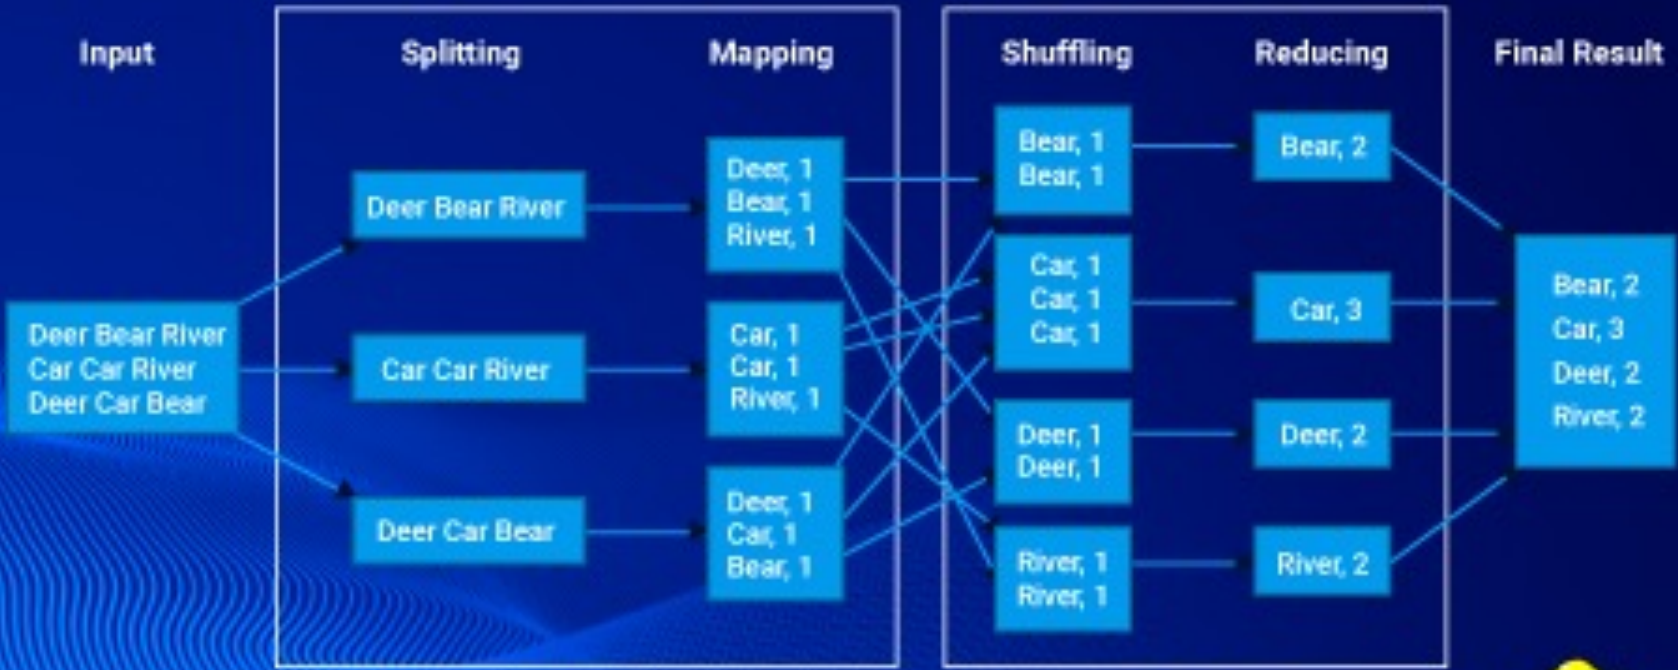 Input
Splitting
Mapping
Shuffling
Reducing
Final Result
Deer Bear River
Car Car River
Deer Car Bear
Deer Bear River
Car Car River
Deer Car Bear
Deer, 1
Bear, 1
River, 1
Car, 1
Car, 1
River, 1
Deer, 1
Car, 1
Bear, 1
Bear, 1
Bear, 1
Car, 1
Car, 1
Car, 1
Deer, 1
Deer, 1
River, 1
River, 1
Bear, 2
Car, 3
Deer, 2
River, 2
Bear, 2
Car, 3
Deer, 2
River, 2